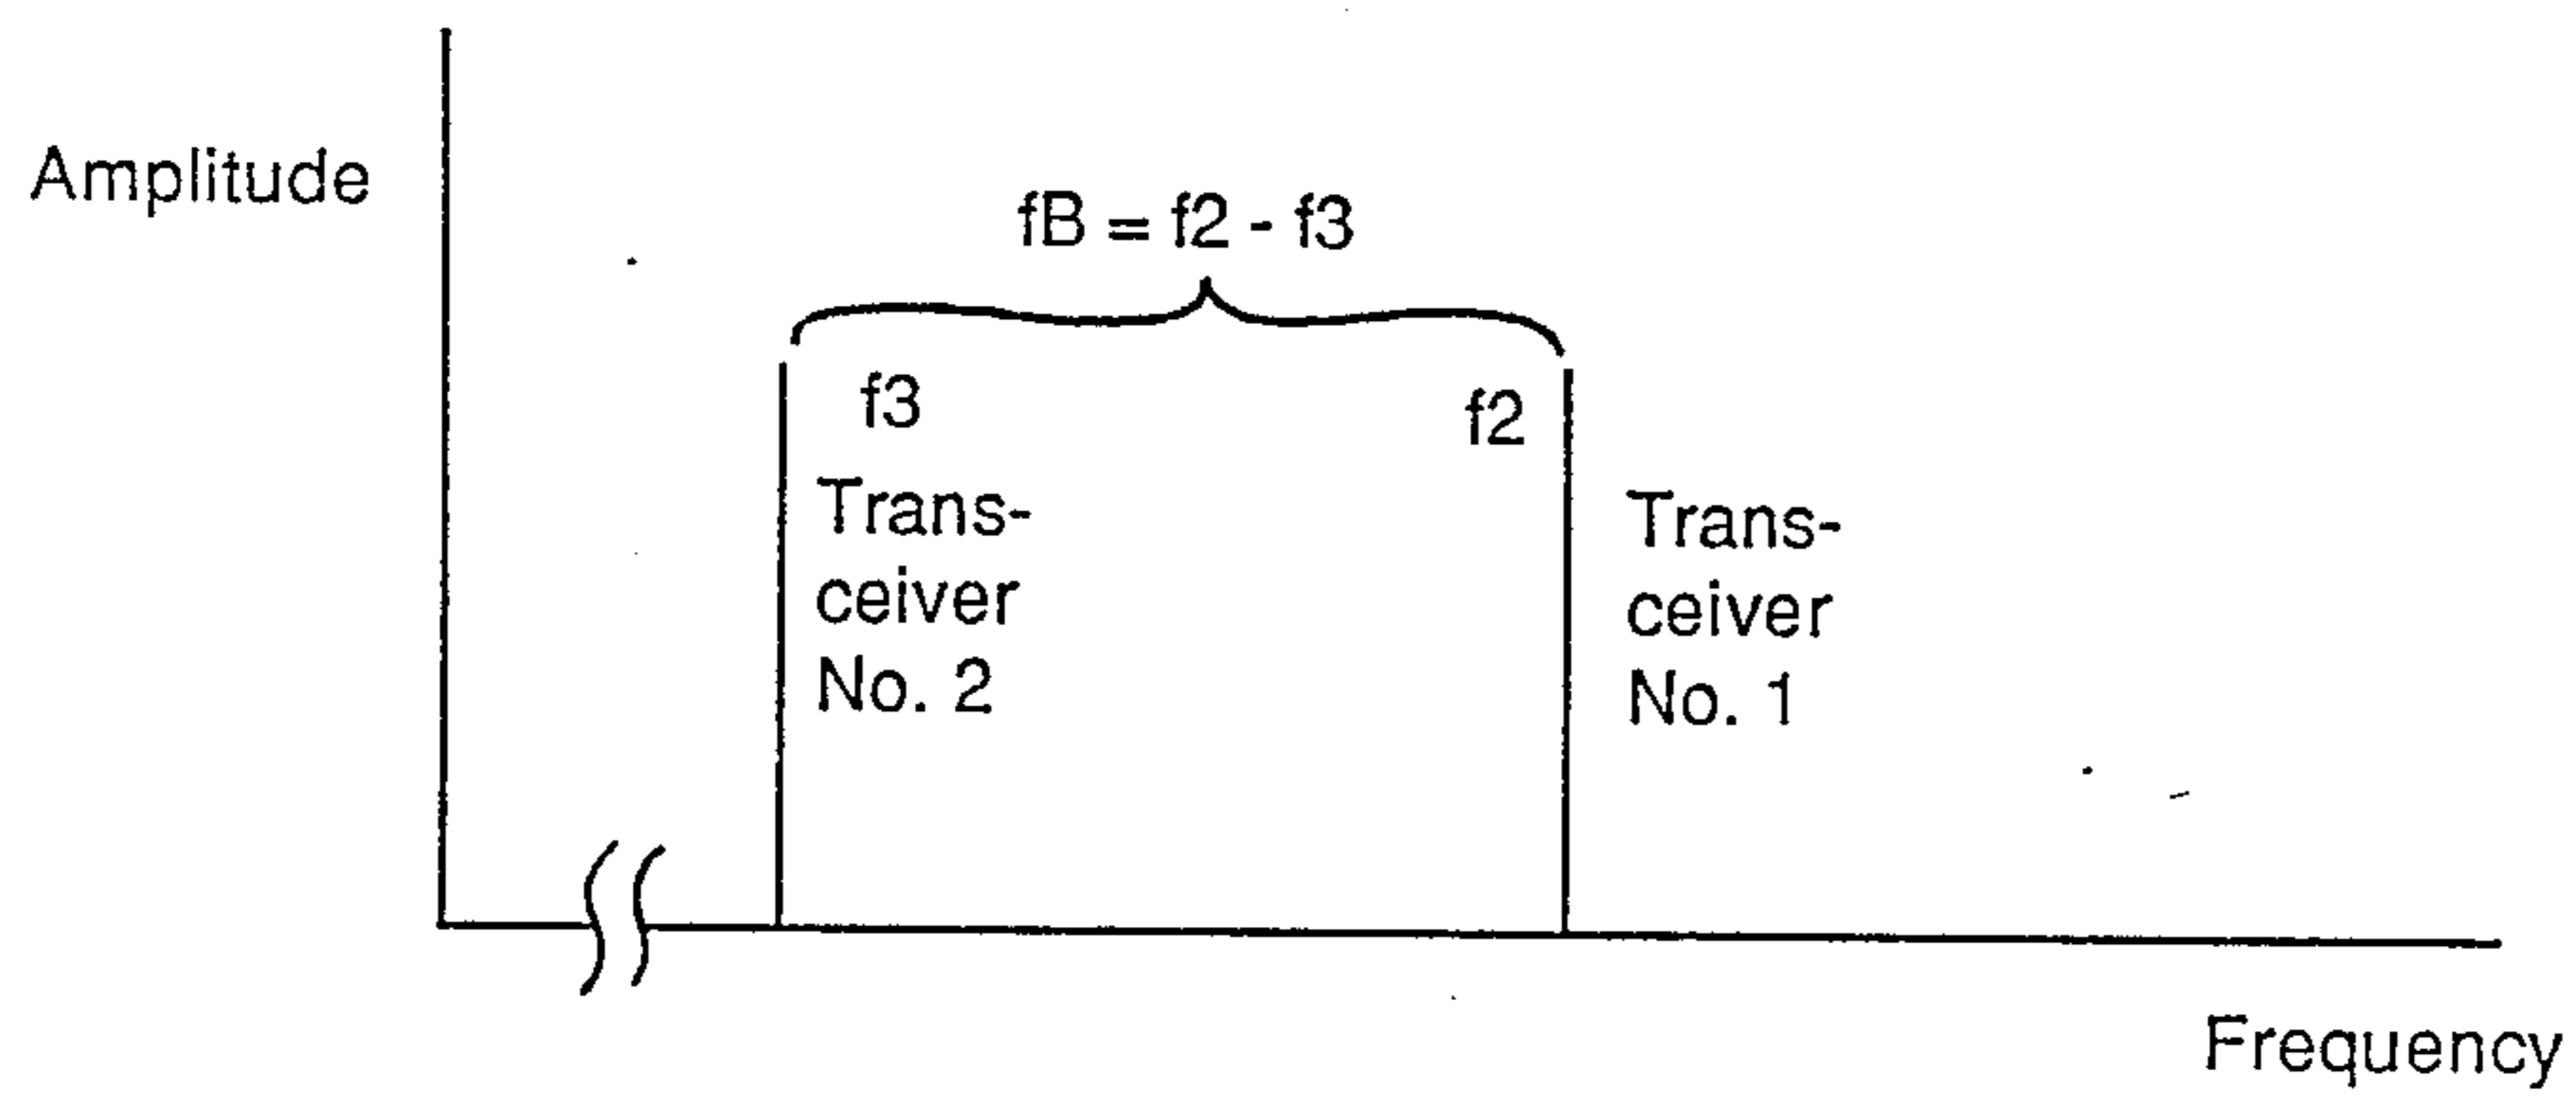 Amplitude
fB = f2 - f3
f3
f2
Trans-
ceiver
No. 2
Trans-
ceiver
No. 1
Frequency